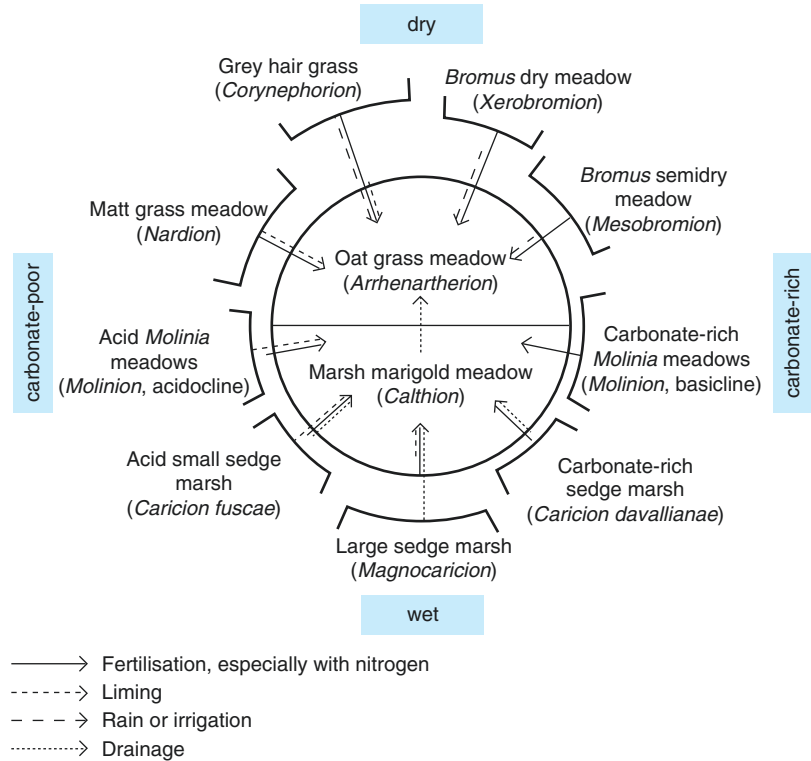 dry
Grey hair grass
(Corynephorion)
Bromus dry meadow
(Xerobromion)
Matt grass meadow
(Nardion)
Bromus semidry
meadow
(Mesobromion)
Oat grass meadow
(Arrhenartherion)
carbonate-poor
carbonate-rich
Acid Molinia
meadows
(Molinion, acidocline)
Marsh marigold meadow
(Calthion)
Carbonate-rich
Molinia meadows
(Molinion, basicline)
Acid small sedge
marsh
(Caricion fuscae)
Carbonate-rich
sedge marsh
(Caricion davallianae)
Large sedge marsh
(Magnocaricion)
wet
Fertilisation, especially with nitrogen
Liming
Rain or irrigation
Drainage